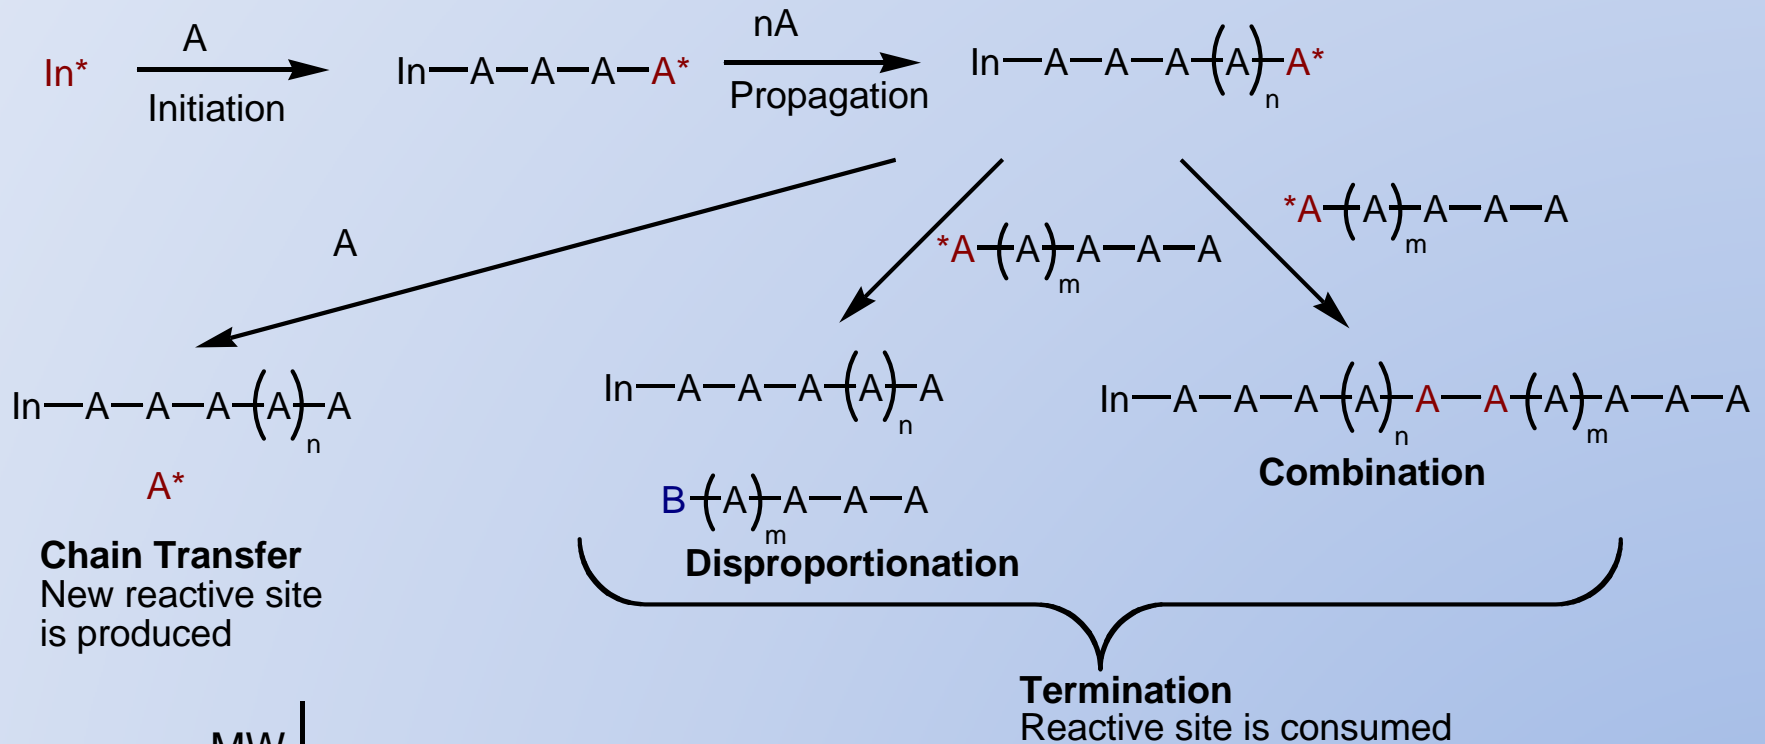 A
nA
In*
In—A—A—A—A*
In—A—A—A—(A)n—A*
Initiation
Propagation
*A—(A)m—A—A—A
A
*A—(A)m—A—A—A
In—A—A—A—(A)n—A
In—A—A—A—(A)n—A
In—A—A—A—(A)n—A—A—(A)m—A—A—A
A*
B—(A)m—A—A—A
Combination
Chain Transfer
New reactive site
is produced
Disproportionation
Termination
Reactive site is consumed
MW